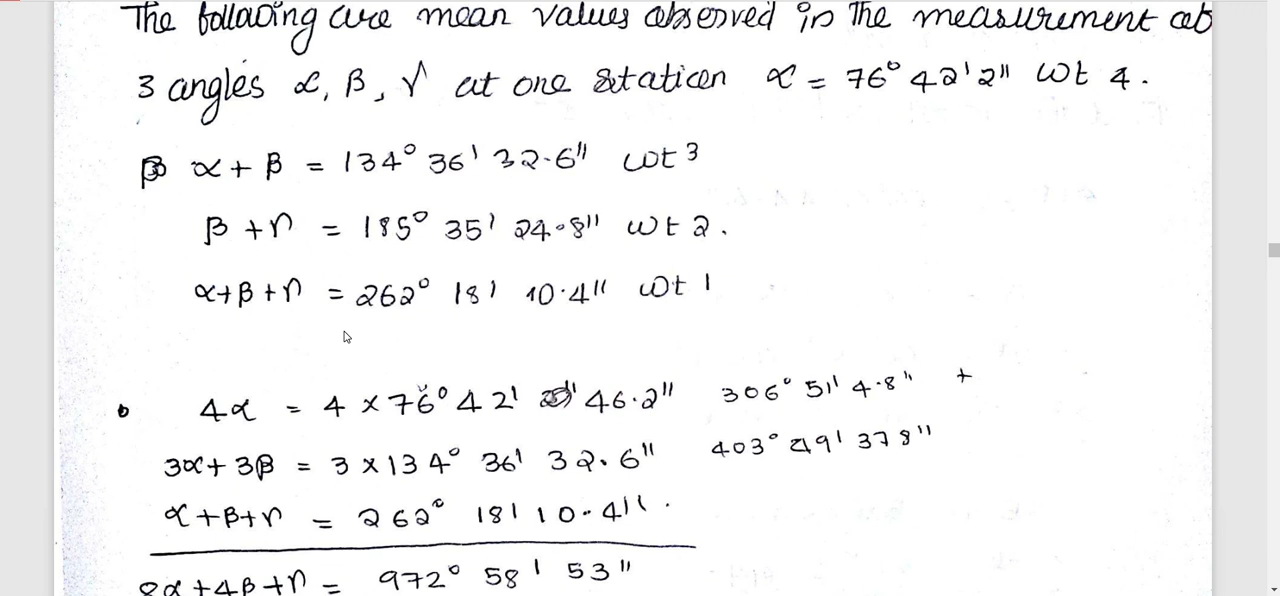 The following are mean values observed in the measurement of
3 angles α, β, γ at one station α = 76° 42' 2" wt 4.
α + β = 134° 36' 32.6" wt 3
β + γ = 185° 35' 24.8" wt 2.
α+β+γ = 262° 18' 10.4" wt 1
4α = 4 × 76° 42' 46.2" 306° 51' 4.8" +
3α + 3β = 3 × 134° 36' 32.6" 403° 49' 37 8"
α + β + γ = 262° 18' 10.4" .
8α + 4β + γ = 972° 58' 53"